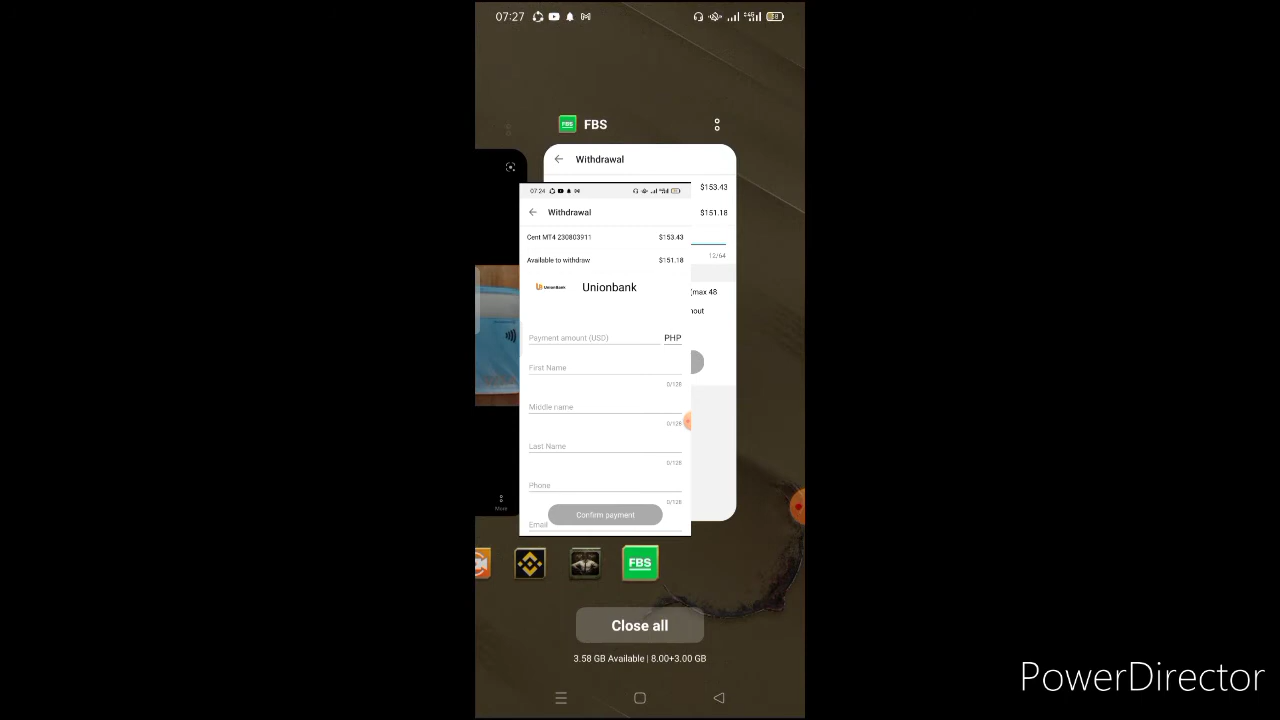 07:27
FBS
Withdrawal
$153.43
$151.18
12/64
(max 48
hout
07:24
Withdrawal
Cent MT4 230803911
$153.43
Available to withdraw
$151.18
UnionBank
Unionbank
Payment amount (USD)
PHP
First Name
0/128
Middle name
0/128
Last Name
0/128
Phone
0/128
Confirm payment
Email
More
FBS
Close all
3.58 GB Available | 8.00+3.00 GB
PowerDirector